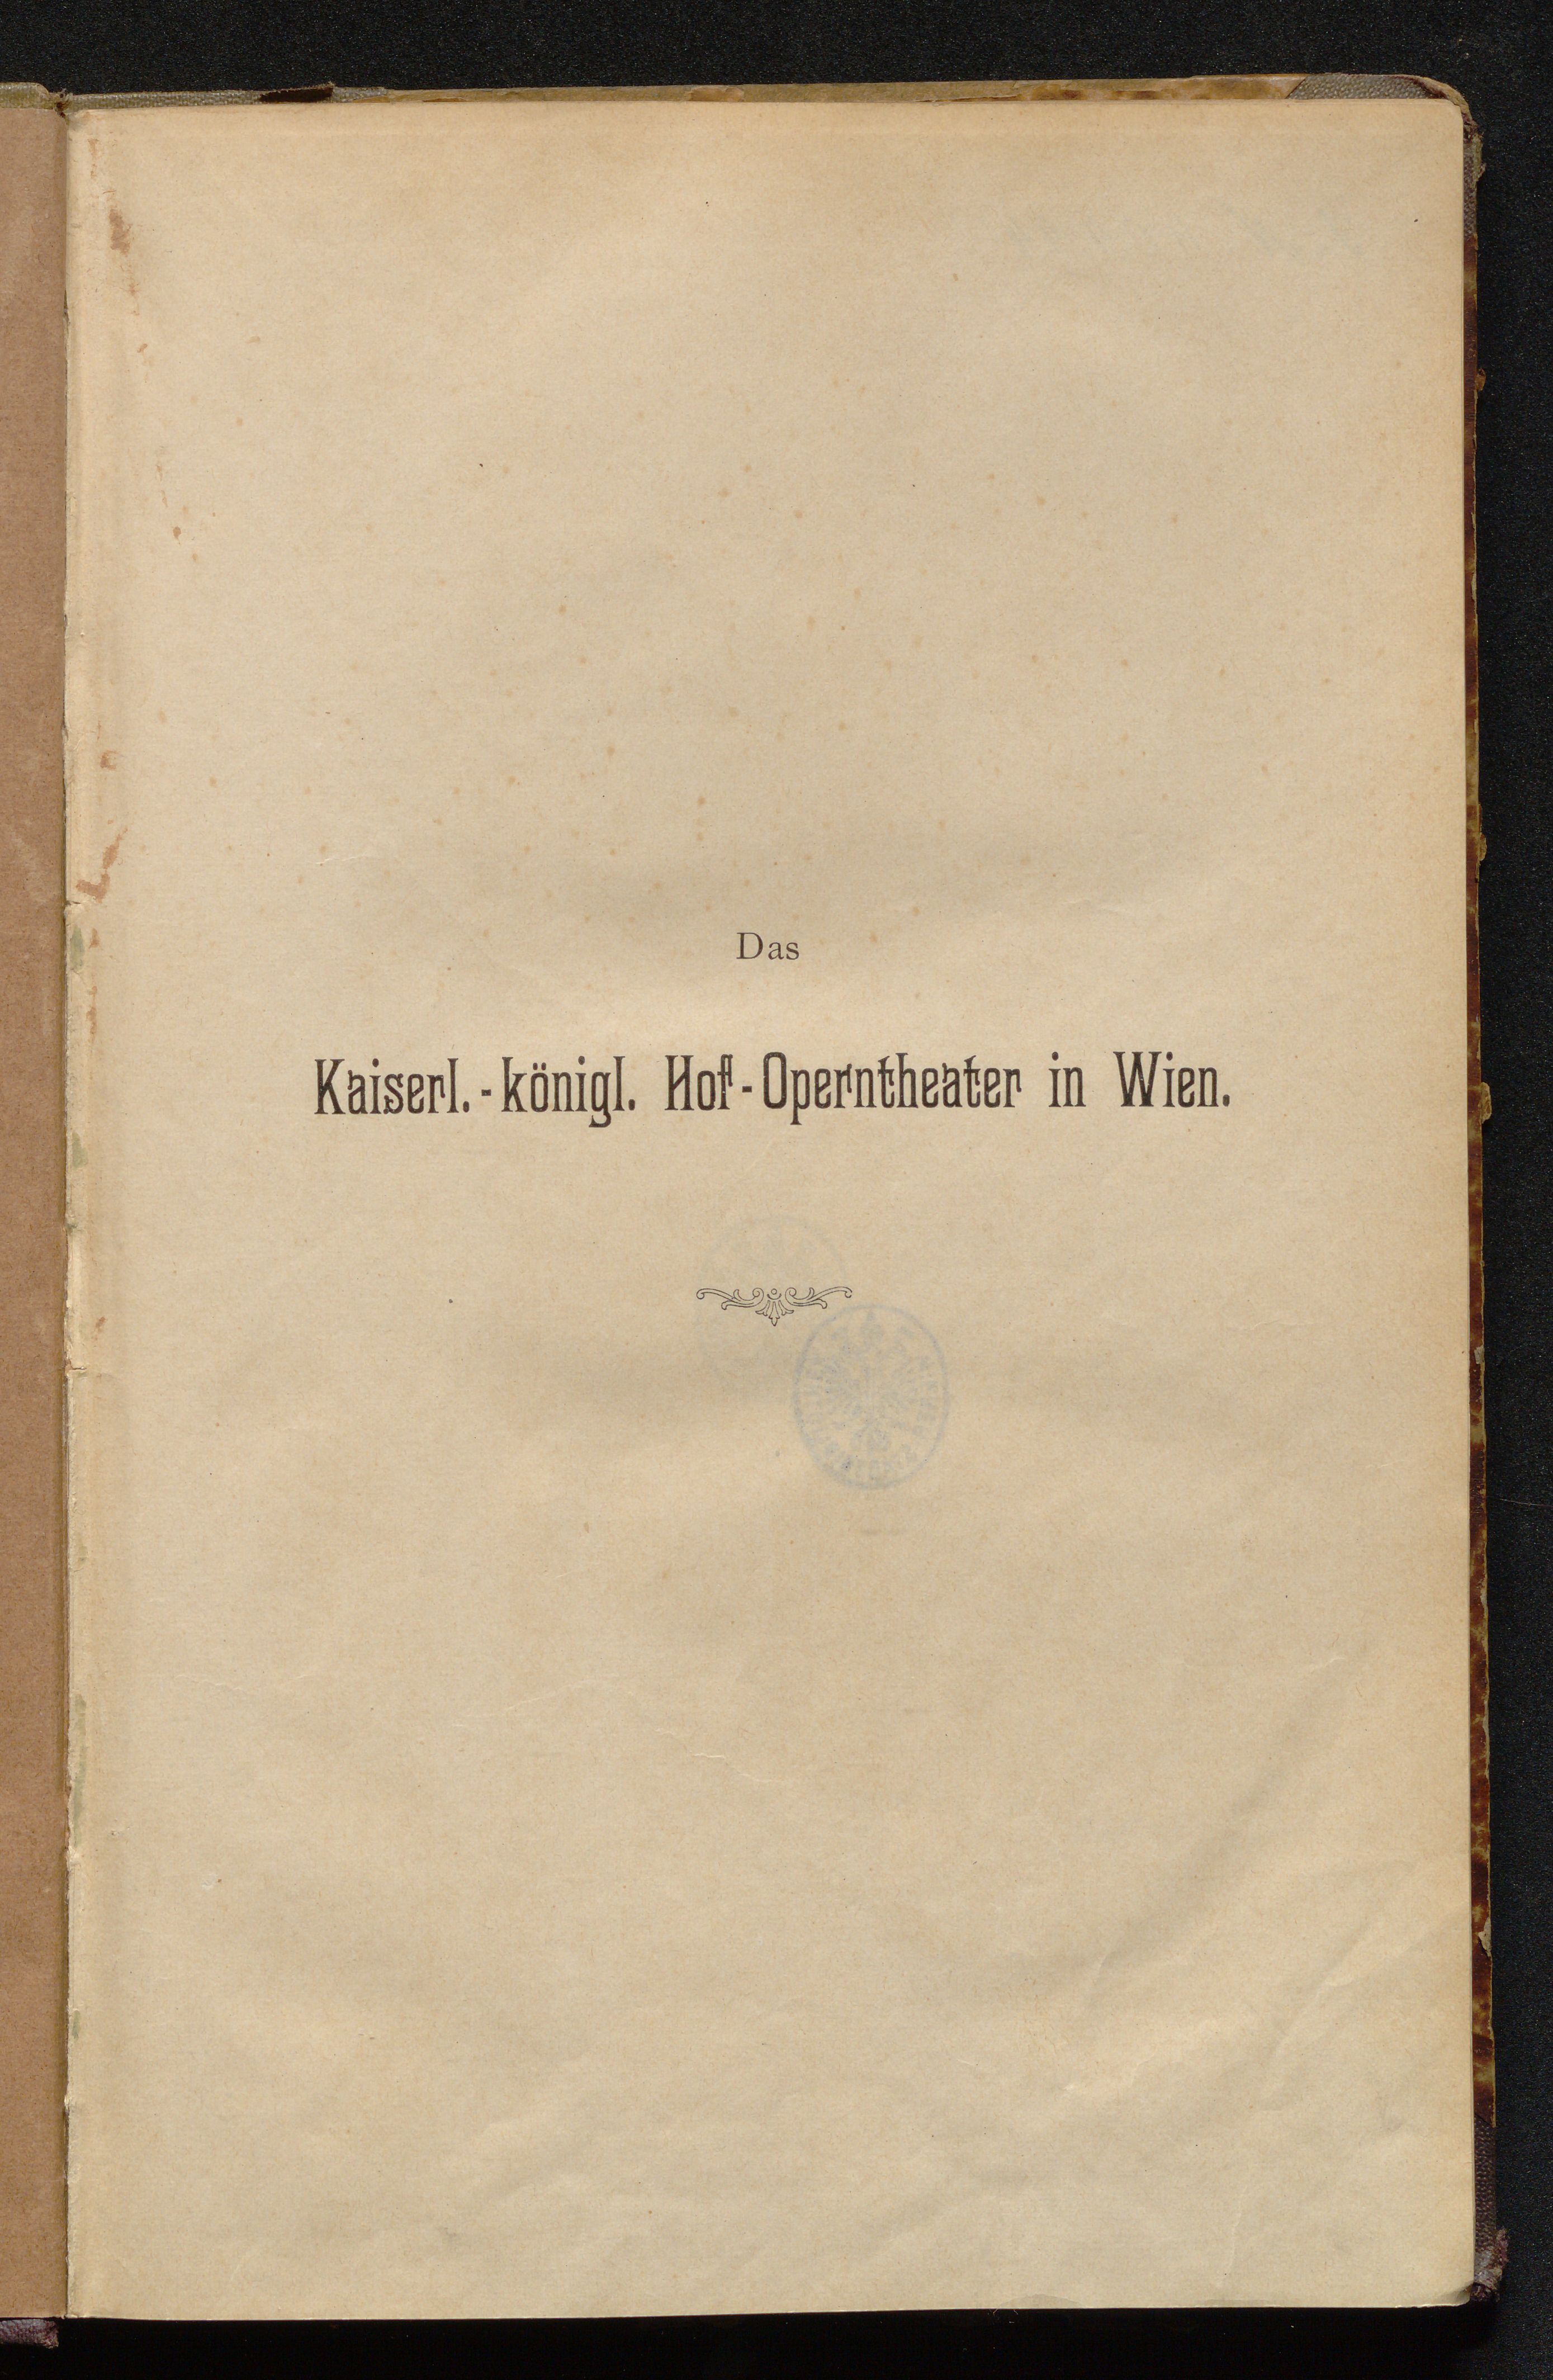 Das
Kaiserl.-königl. Hof-Operntheater in Wien.